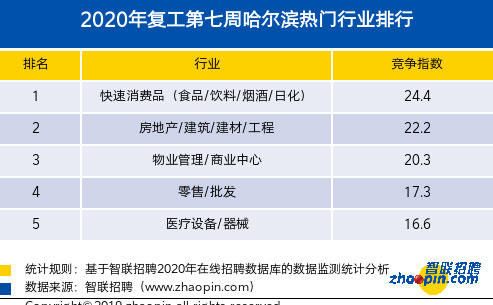 2020年复工第七周哈尔滨热门行业排行
排名 行业 竞争指数
1 快速消费品（食品/饮料/烟酒/日化） 24.4
2 房地产/建筑/建材/工程 22.2
3 物业管理/商业中心 20.3
4 零售/批发 17.3
5 医疗设备/器械 16.6
统计规则：基于智联招聘2020年在线招聘数据库的数据监测统计分析
数据来源：智联招聘（www.zhaopin.com）
智联招聘
zhaopin.com
Copyright©2019 zhaopin all rights reserved